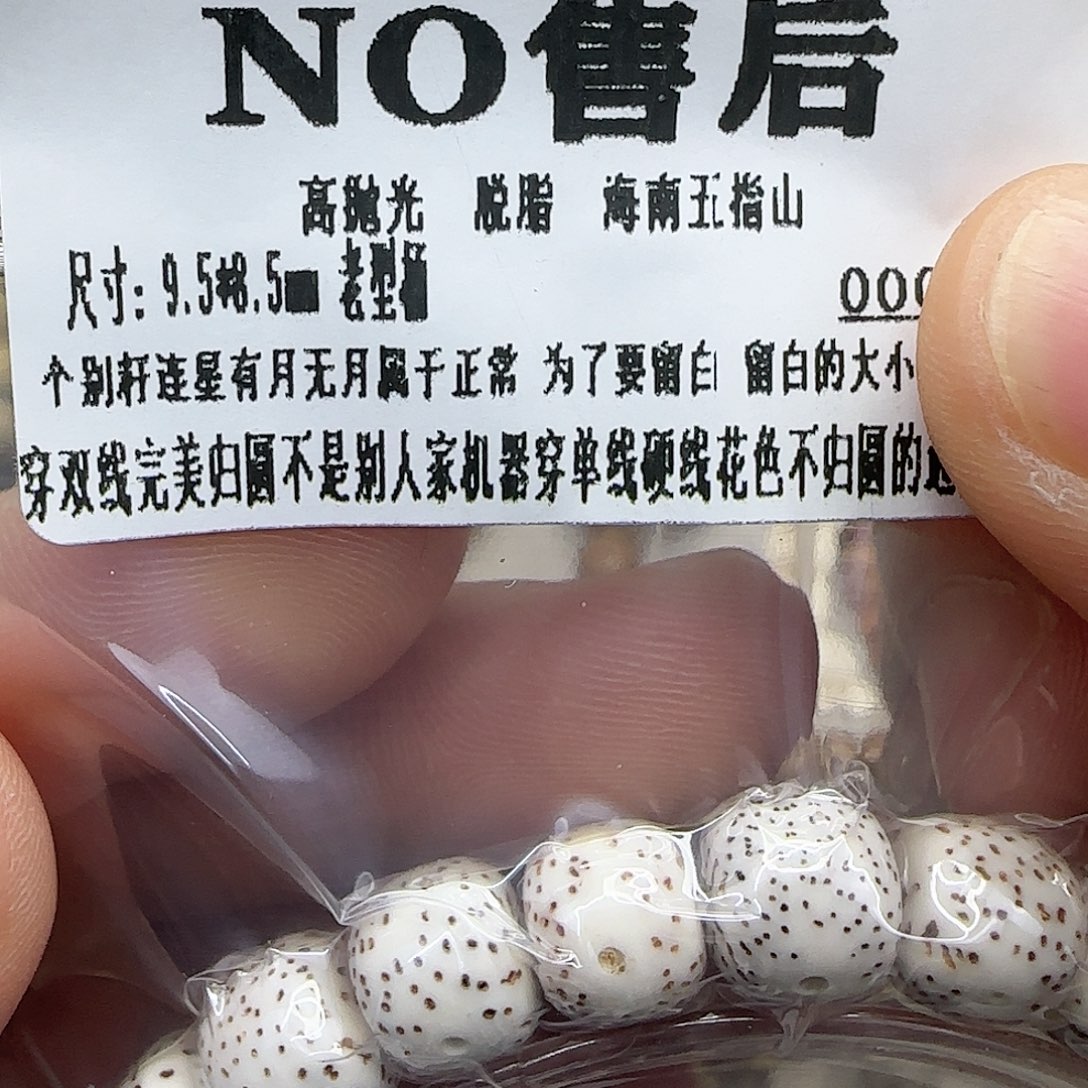 NO售后
高抛光 脱脂 海南五指山
尺寸：9.5*8.5mm 老型桶
000
个别籽连星有月无月属于正常 为了要留白 留白的大小
穿双线完美归圆不是别人家机器穿单线硬线花色不归圆的